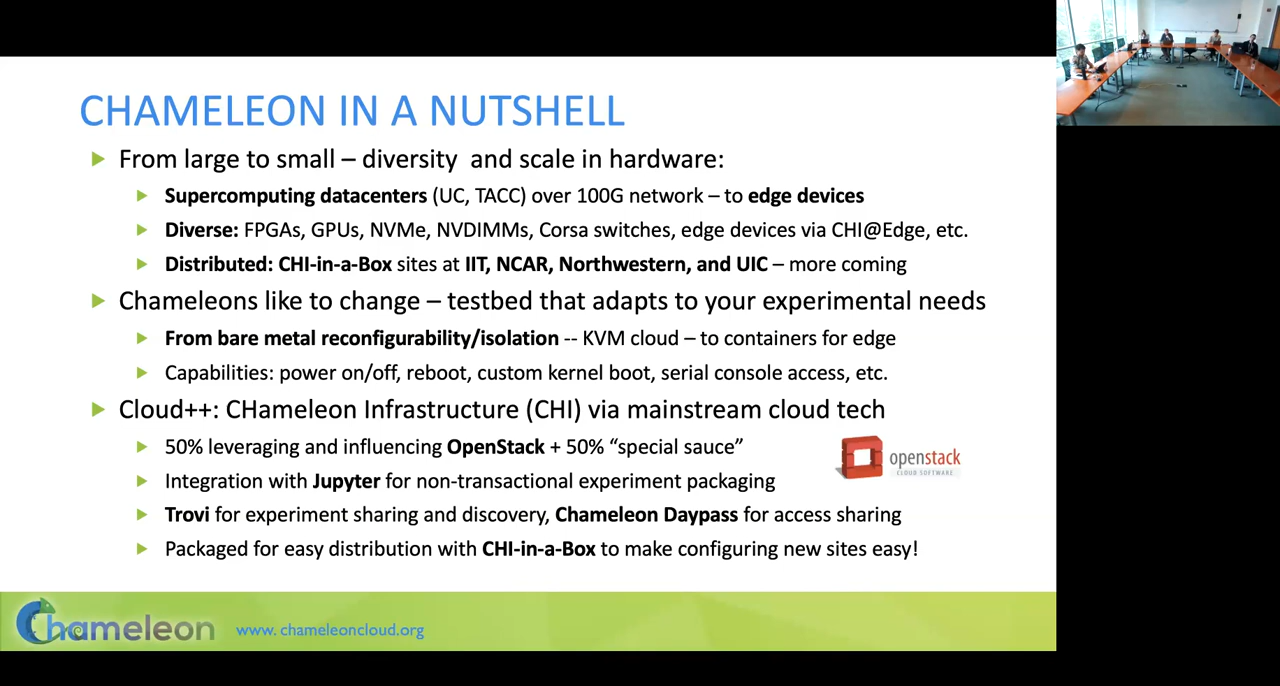 CHAMELEON IN A NUTSHELL
From large to small – diversity and scale in hardware:
Supercomputing datacenters (UC, TACC) over 100G network – to edge devices
Diverse: FPGAs, GPUs, NVMe, NVDIMMs, Corsa switches, edge devices via CHI@Edge, etc.
Distributed: CHI-in-a-Box sites at IIT, NCAR, Northwestern, and UIC – more coming
Chameleons like to change – testbed that adapts to your experimental needs
From bare metal reconfigurability/isolation -- KVM cloud – to containers for edge
Capabilities: power on/off, reboot, custom kernel boot, serial console access, etc.
Cloud++: CHameleon Infrastructure (CHI) via mainstream cloud tech
50% leveraging and influencing OpenStack + 50% “special sauce”
Integration with Jupyter for non-transactional experiment packaging
Trovi for experiment sharing and discovery, Chameleon Daypass for access sharing
Packaged for easy distribution with CHI-in-a-Box to make configuring new sites easy!
openstack
CLOUD SOFTWARE
Chameleon
www. chameleoncloud.org